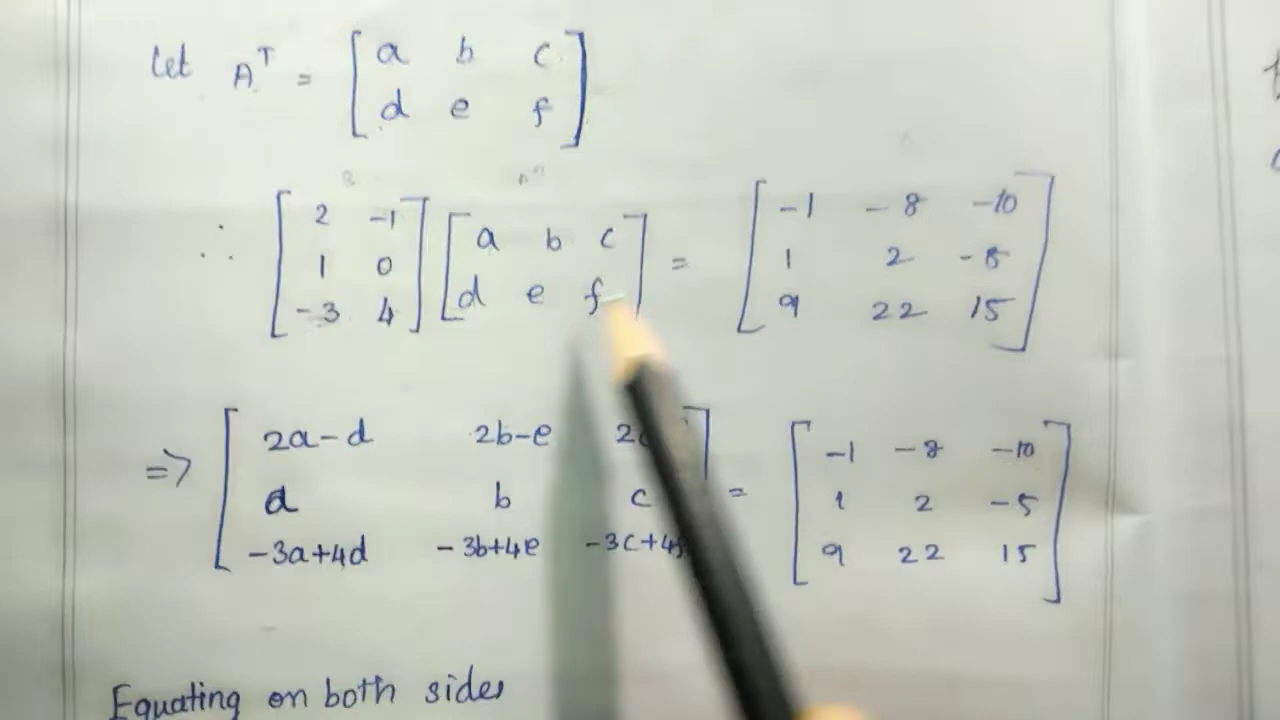 Let A^T = [ a b c
d e f ]
∴ [ 2 -1 ] [ a b c ] = [ -1 -8 -10 ]
[ 1 0 ] [ d e f ] [ 1 2 -5 ]
[ -3 4 ] [ 9 22 15 ]
=> [ 2a-d 2b-e ] = [ -1 -8 -10 ]
[ a b c ] [ 1 2 -5 ]
[ -3a+4d -3b+4e -3c+4f ] [ 9 22 15 ]
Equating on both sides